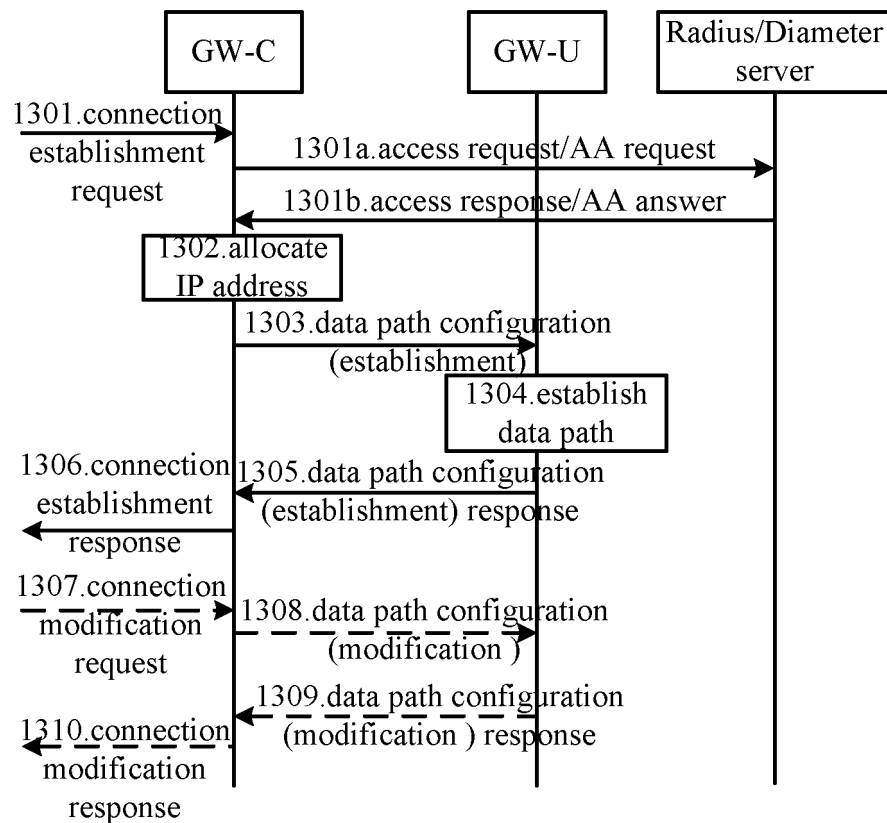 GW-C
GW-U
Radius/Diameter
server
1301.connection
establishment
request
1301a.access request/AA request
1301b.access response/AA answer
1302.allocate
IP address
1303.data path configuration
(establishment)
1304.establish
data path
1306.connection
establishment
response
1305.data path configuration
(establishment) response
1307.connection
modification
request
1308.data path configuration
(modification )
1309.data path configuration
(modification ) response
1310.connection
modification
response